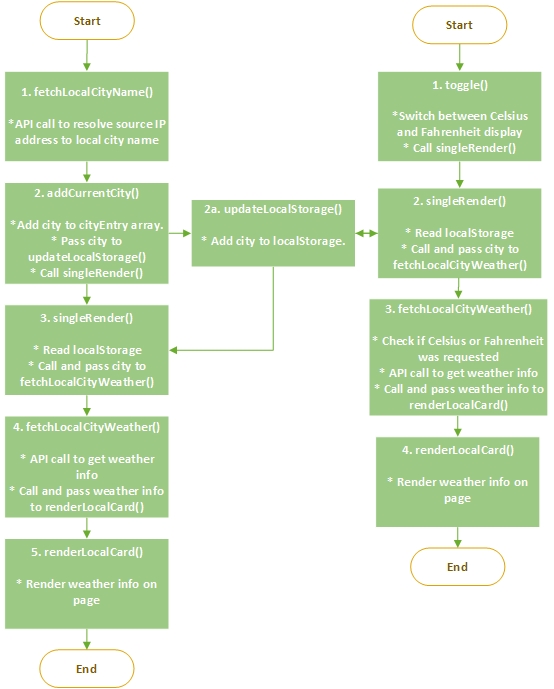 Start
1. fetchLocalCityName()
*API call to resolve source IP
address to local city name
2. addCurrentCity()
*Add city to cityEntry array.
* Pass city to
updateLocalStorage()
* Call singleRender()
2a. updateLocalStorage()
* Add city to localStorage.
3. singleRender()
* Read localStorage
* Call and pass city to
fetchLocalCityWeather()
4. fetchLocalCityWeather()
* API call to get weather
info
* Call and pass weather info
to renderLocalCard()
5. renderLocalCard()
* Render weather info on
page
End
Start
1. toggle()
*Switch between Celsius
and Fahrenheit display
* Call singleRender()
2. singleRender()
* Read localStorage
* Call and pass city to
fetchLocalCityWeather()
3. fetchLocalCityWeather()
* Check if Celsius or Fahrenheit
was requested
* API call to get weather info
* Call and pass weather info to
renderLocalCard()
4. renderLocalCard()
* Render weather info on
page
End